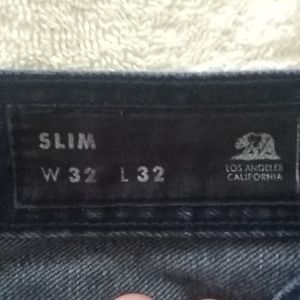 SLIM
W 32 L 32
LOS ANGELES
CALIFORNIA